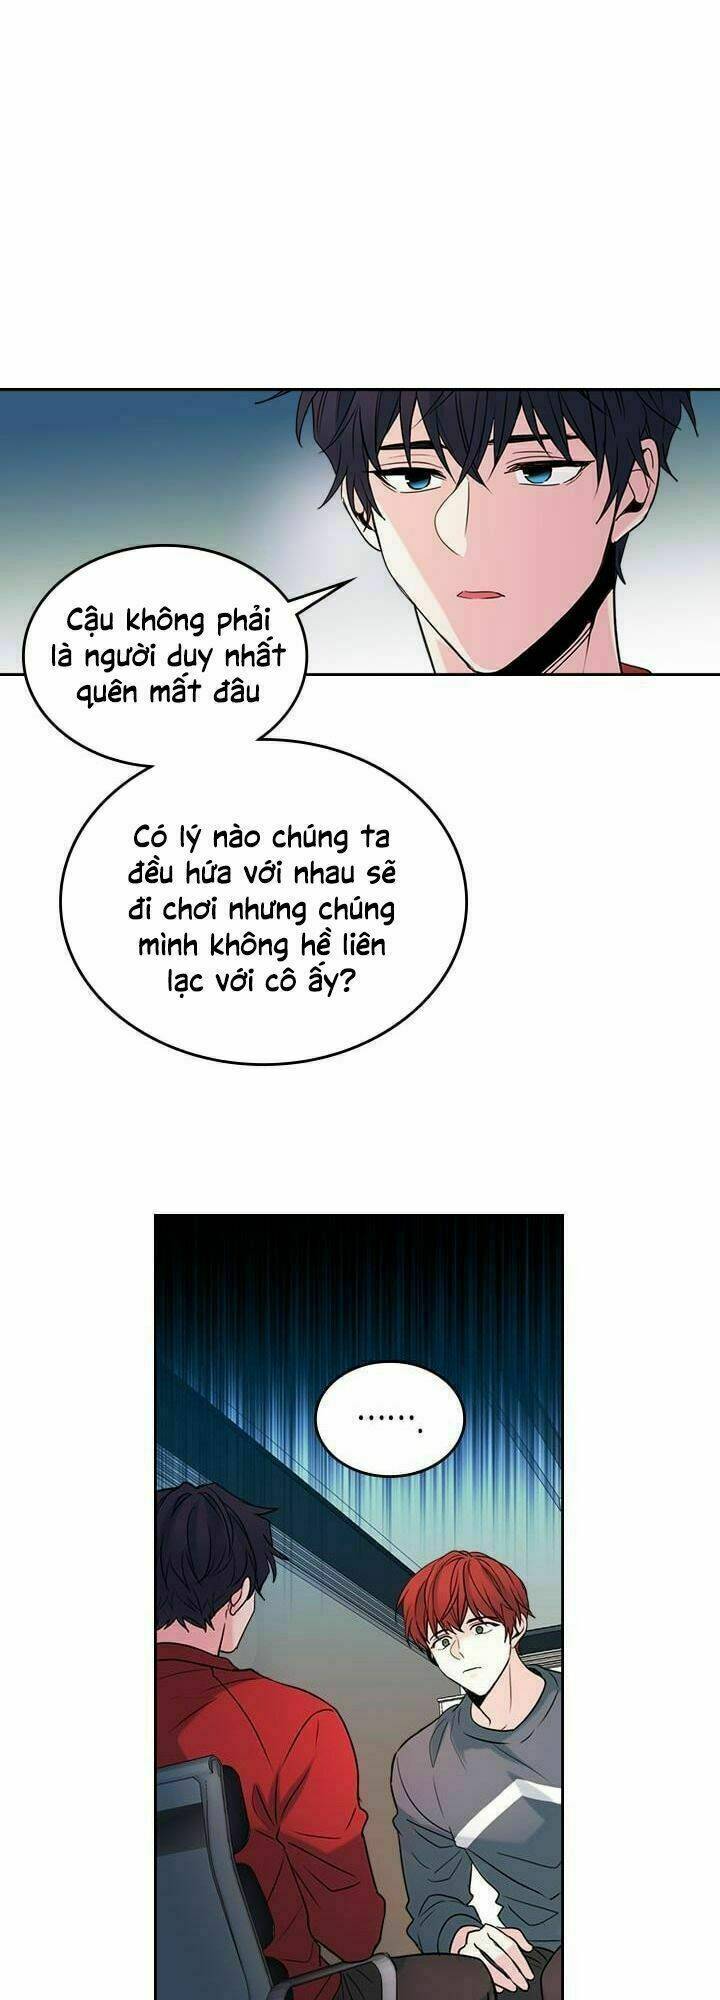 Cậu không phải
là người duy nhất
quên mất đâu
Có lý nào chúng ta
đều hứa với nhau sẽ
đi chơi nhưng chúng
mình không hề liên
lạc với cô ấy?
.......